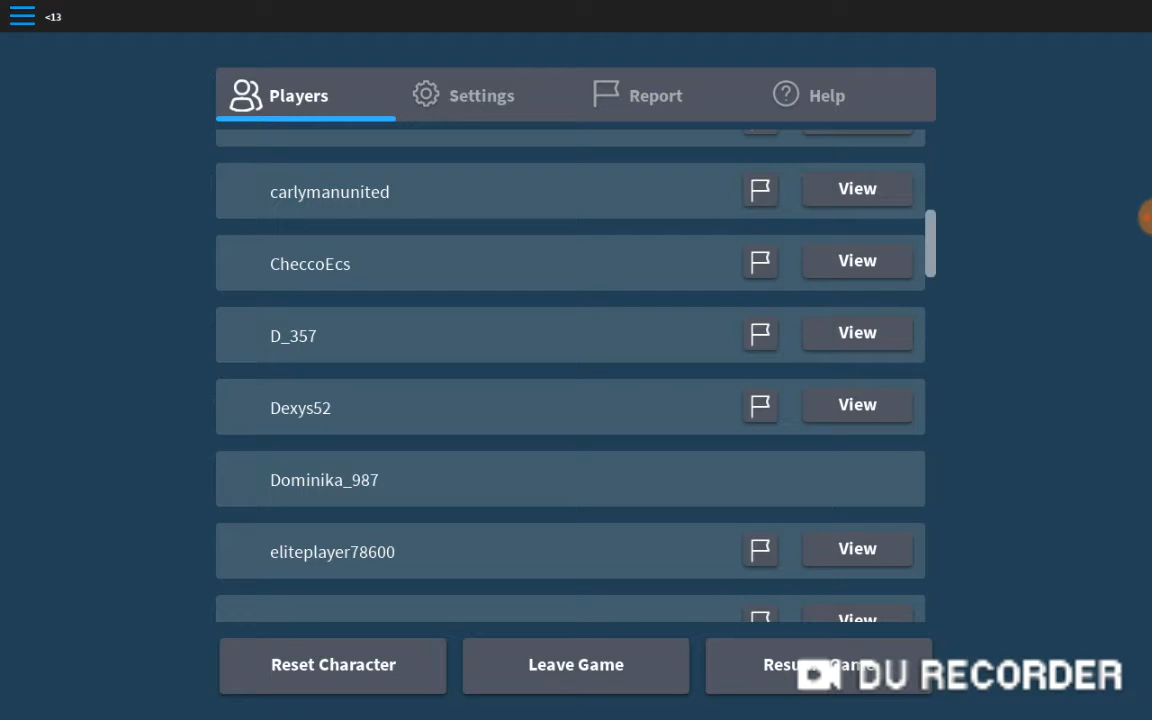 <13
Players
Settings
Report
Help
carlymanunited
View
CheccoEcs
View
D_357
View
Dexys52
View
Dominika_987
eliteplayer78600
View
View
Reset Character
Leave Game
DU RECORDER